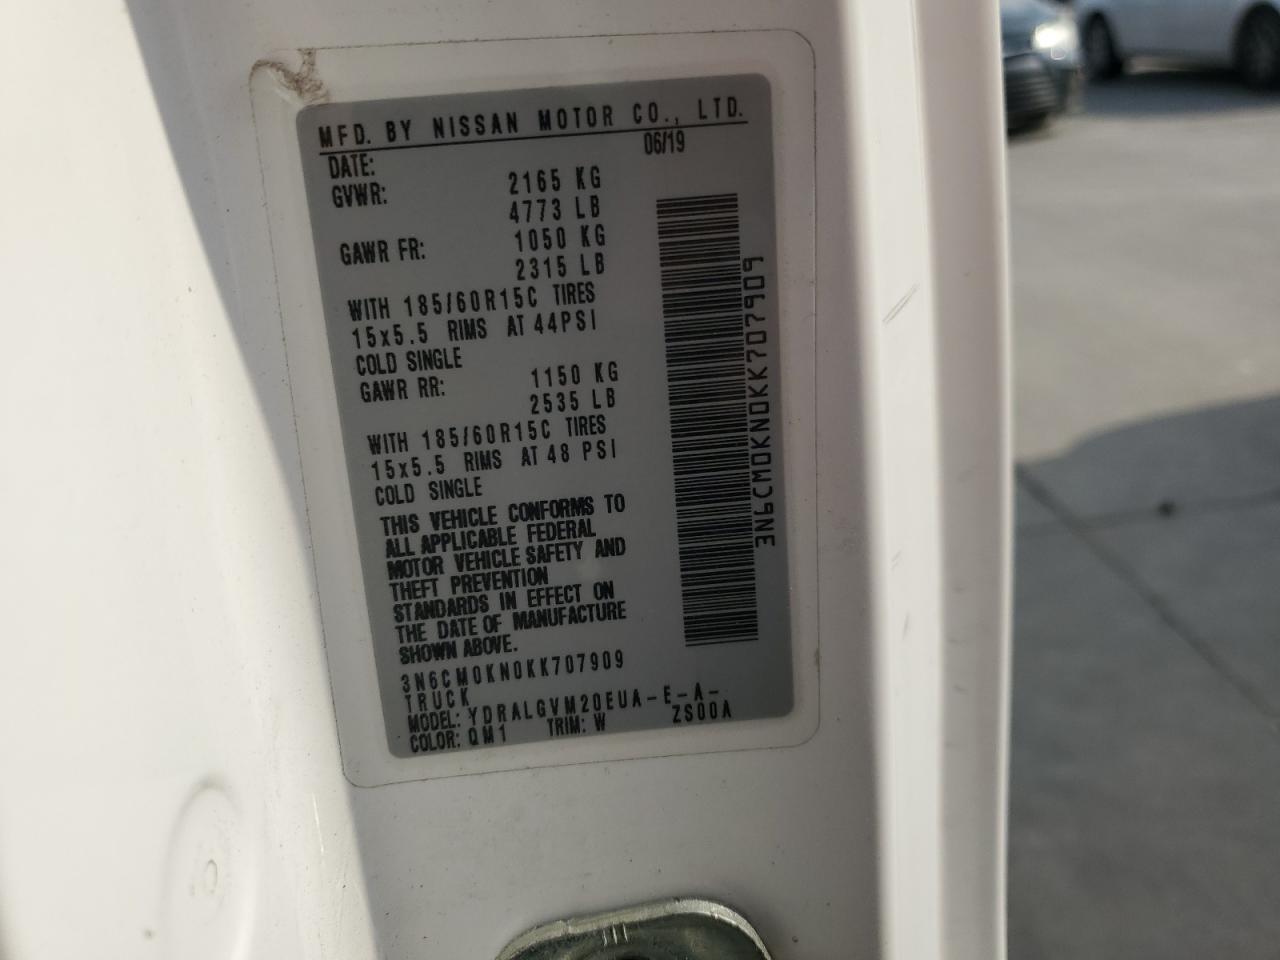 MFD. BY NISSAN MOTOR CO., LTD.
DATE: 06/19
GVWR: 2165 KG
4773 LB
GAWR FR: 1050 KG
2315 LB
WITH 185/60R15C TIRES
15x5.5 RIMS AT 44PSI
COLD SINGLE
GAWR RR: 1150 KG
2535 LB
WITH 185/60R15C TIRES
15x5.5 RIMS AT 48 PSI
COLD SINGLE
THIS VEHICLE CONFORMS TO
ALL APPLICABLE FEDERAL
MOTOR VEHICLE SAFETY AND
THEFT PREVENTION
STANDARDS IN EFFECT ON
THE DATE OF MANUFACTURE
SHOWN ABOVE.
3N6CM0KN0KK707909
TRUCK
MODEL: YDRALGVM20EUA-E-A-
COLOR: QM1 TRIM: W ZS00A
3N6CM0KN0KK707909